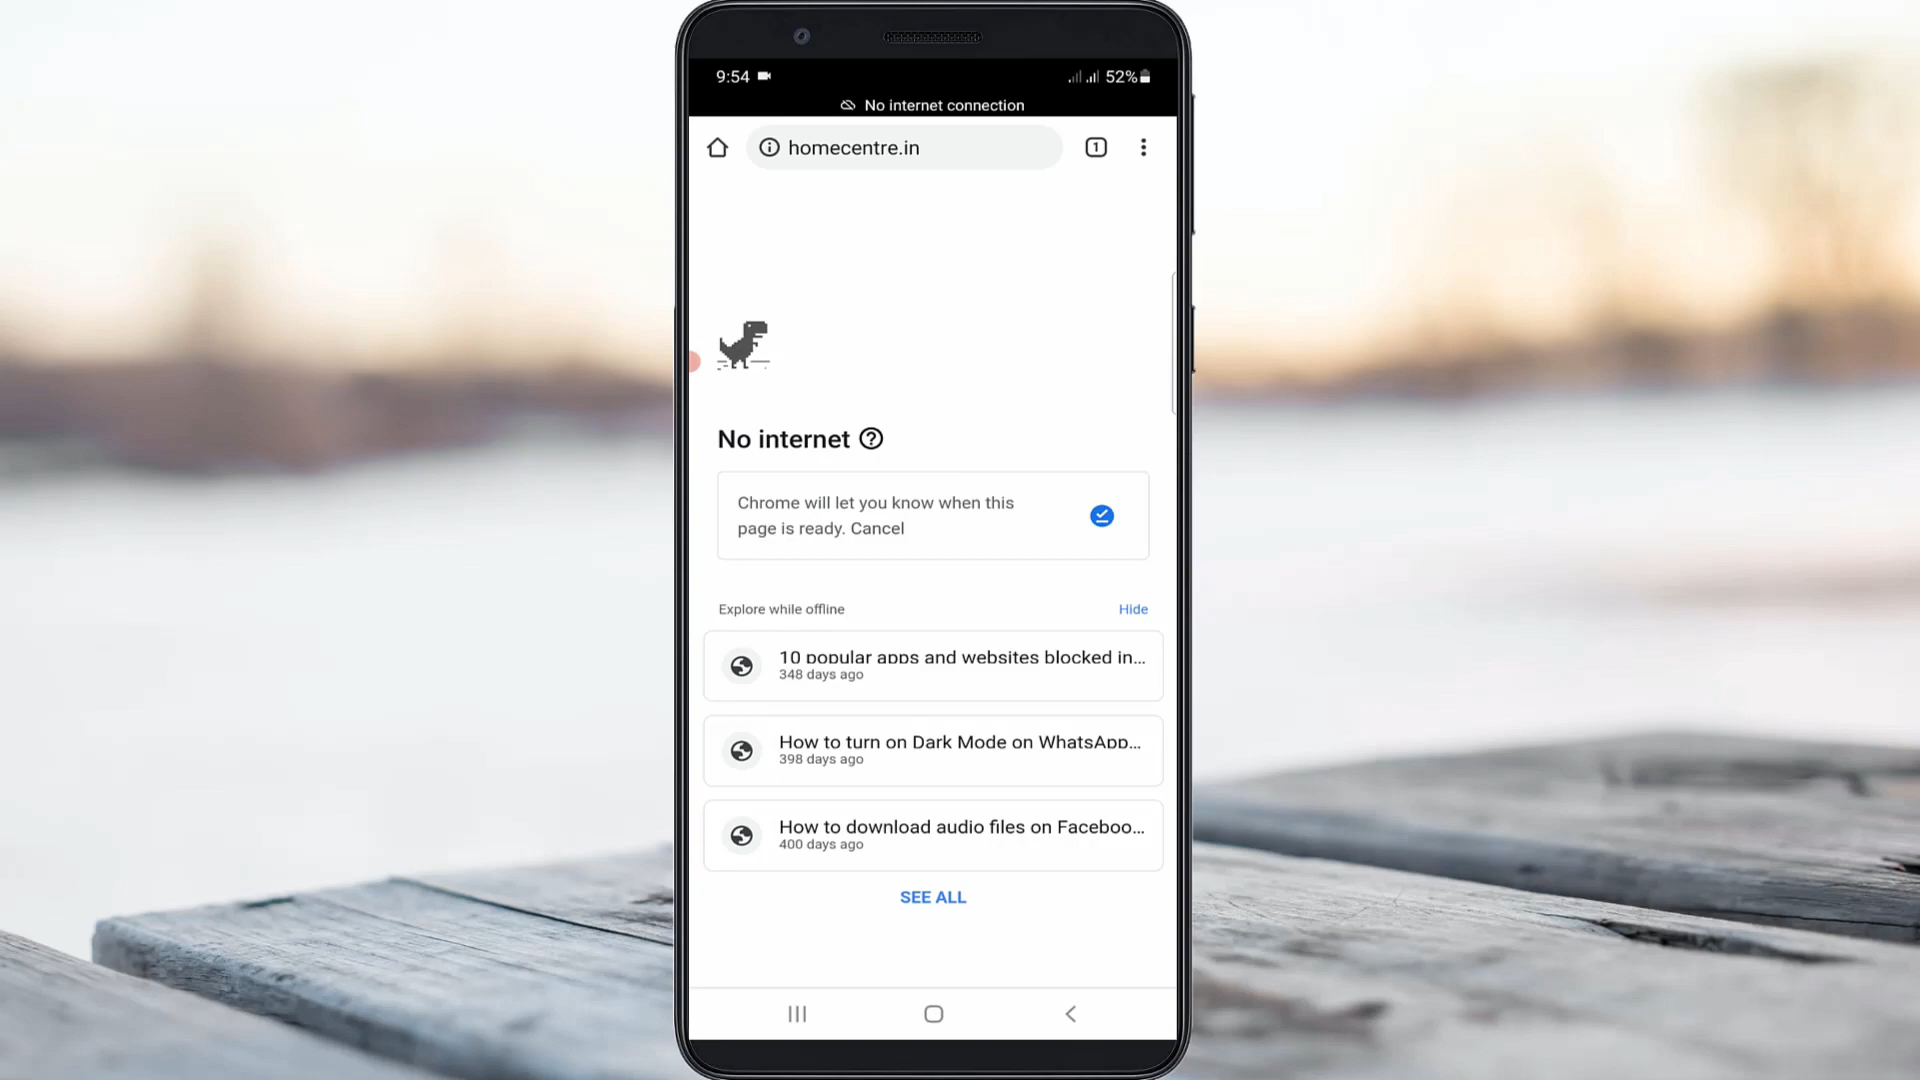 9:54
52%
No internet connection
homecentre.in
1
No internet
Chrome will let you know when this
page is ready. Cancel
Explore while offline
Hide
10 popular apps and websites blocked in...
348 days ago
How to turn on Dark Mode on WhatsApp...
398 days ago
How to download audio files on Faceboo...
400 days ago
SEE ALL